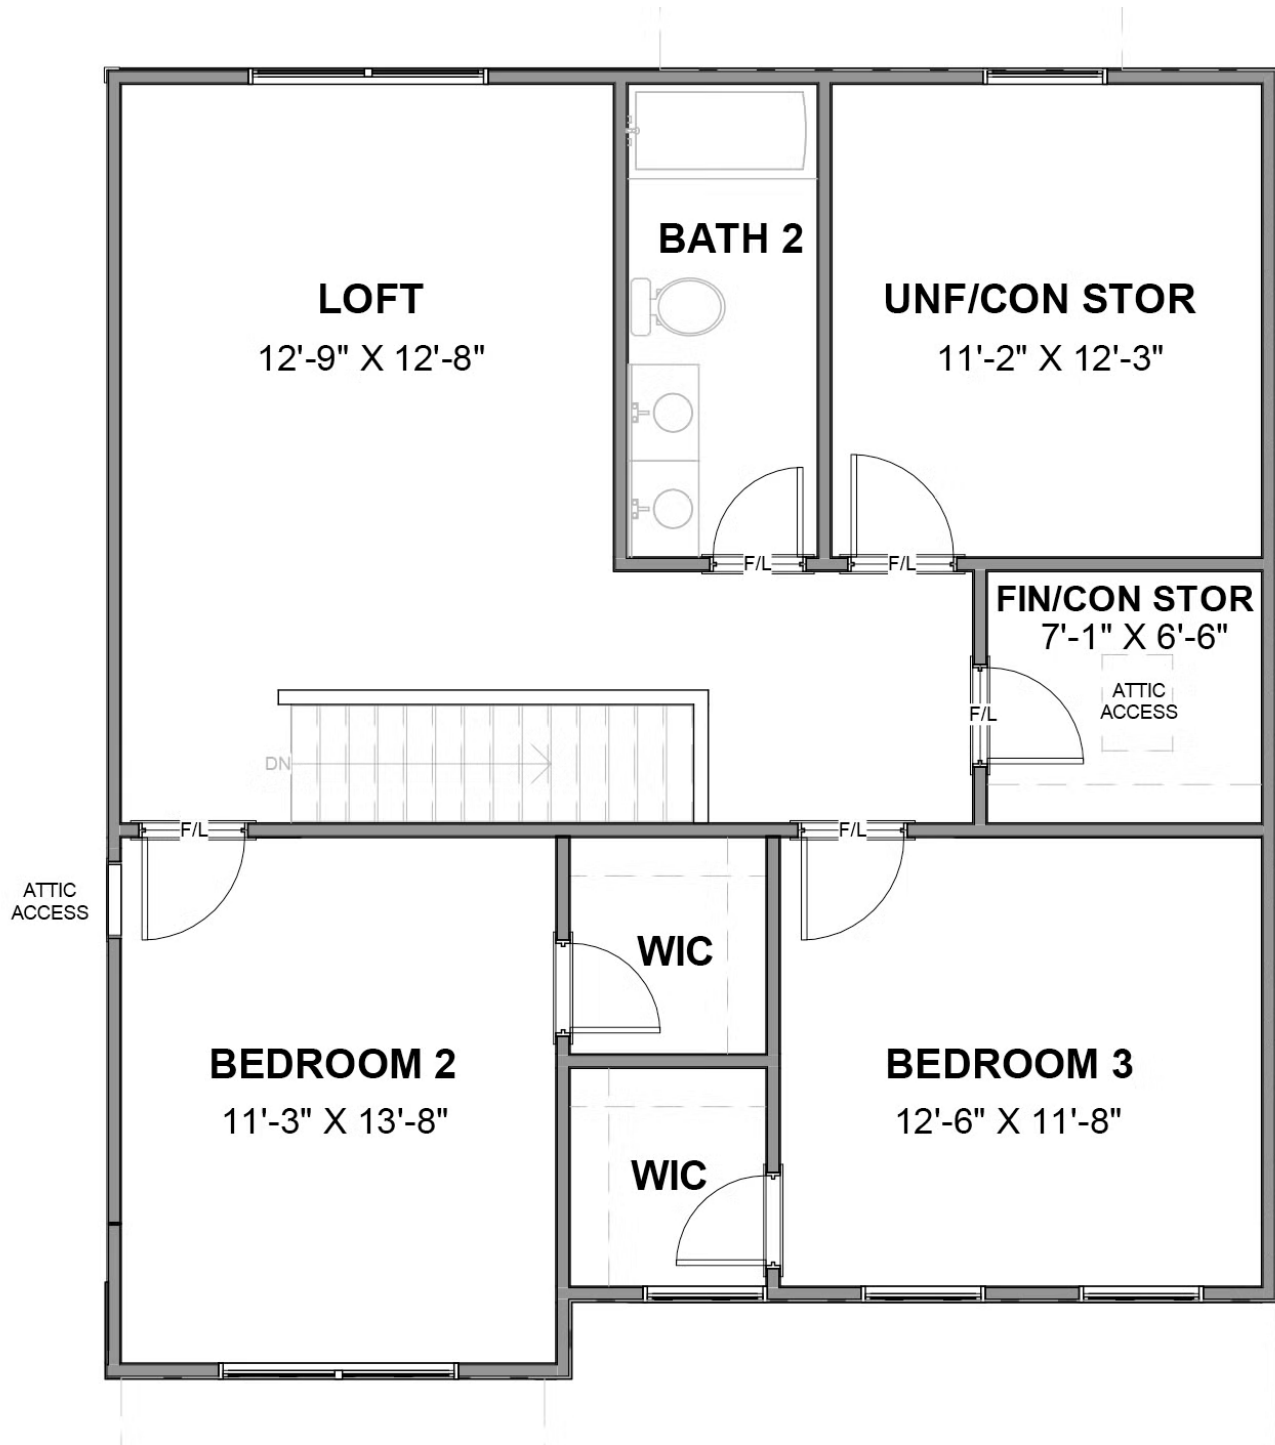 BATH 2
LOFT
12'-9" X 12'-8"
UNF/CON STOR
11'-2" X 12'-3"
F/L
F/L
FIN/CON STOR
7'-1" X 6'-6"
ATTIC
ACCESS
F/L
DN
F/L
F/L
ATTIC
ACCESS
WIC
BEDROOM 2
11'-3" X 13'-8"
BEDROOM 3
12'-6" X 11'-8"
WIC